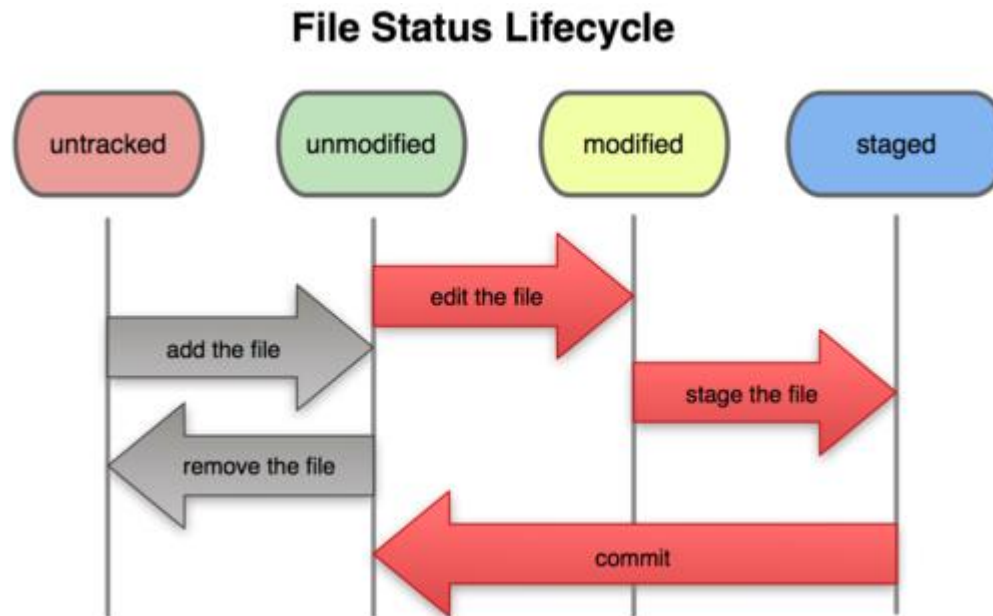 File Status Lifecycle
untracked
unmodified
modified
staged
edit the file
add the file
stage the file
remove the file
commit